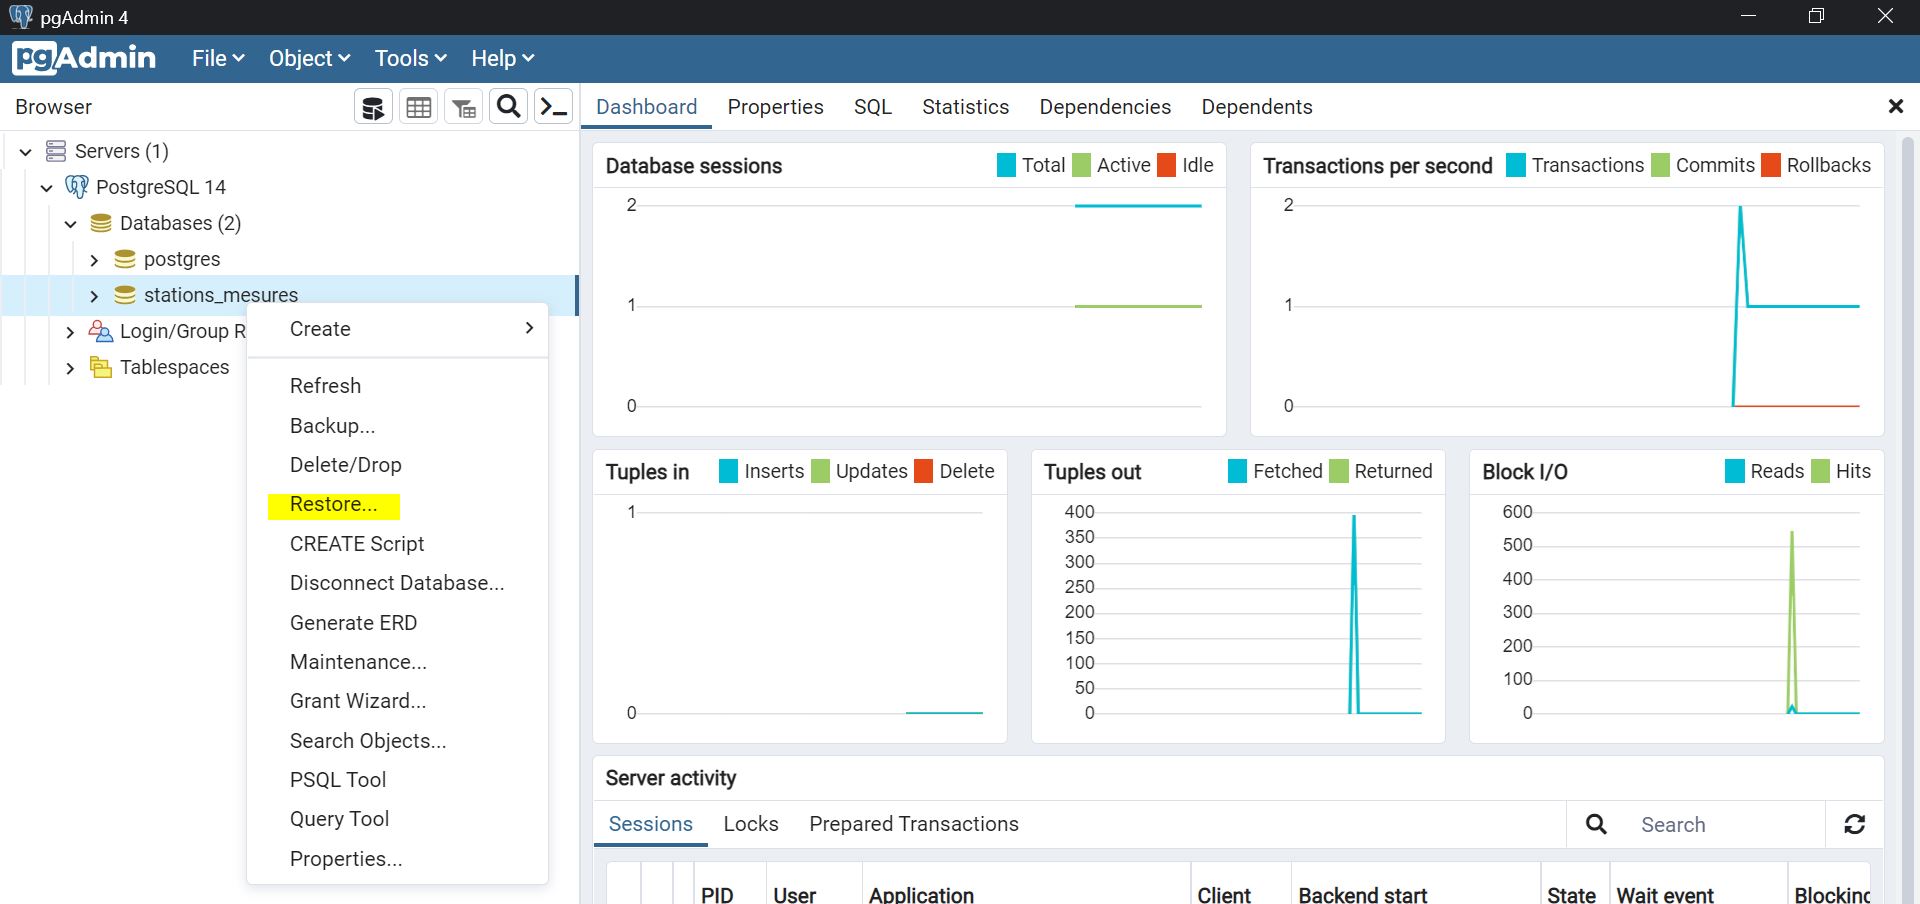 pgAdmin 4
pgAdmin File Object Tools Help
Browser
Dashboard Properties SQL Statistics Dependencies Dependents
Servers (1)
PostgreSQL 14
Databases (2)
postgres
stations_mesures
Login/Group R
Tablespaces
Create
Refresh
Backup...
Delete/Drop
Restore...
CREATE Script
Disconnect Database...
Generate ERD
Maintenance...
Grant Wizard...
Search Objects...
PSQL Tool
Query Tool
Properties...
Database sessions Total Active Idle
2
1
0
Transactions per second Transactions Commits Rollbacks
2
1
0
Tuples in Inserts Updates Delete
1
0
Tuples out Fetched Returned
400
350
300
250
200
150
100
50
0
Block I/O Reads Hits
600
500
400
300
200
100
0
Server activity
Sessions Locks Prepared Transactions Search
PID User Application Client Backend start State Wait event Blocking